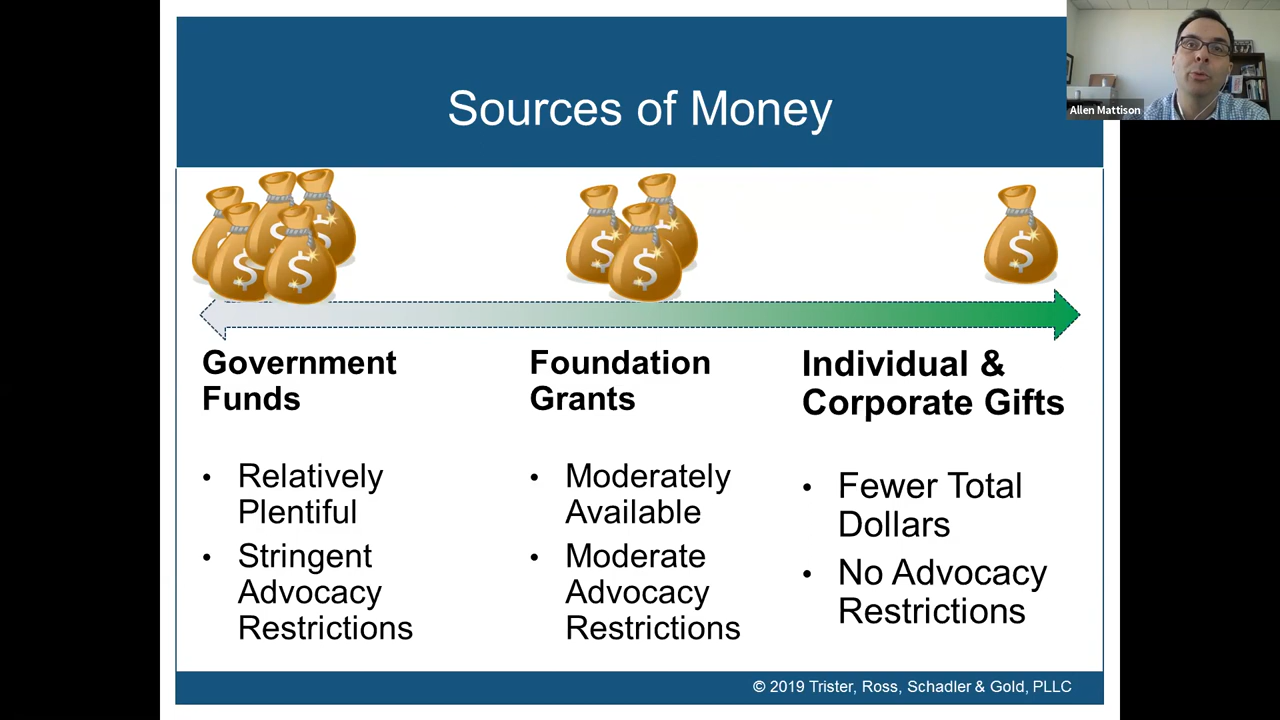 Sources of Money
Allen Mattison
$ $ $ $
$ $ $
$
Government
Funds
• Relatively
Plentiful
• Stringent
Advocacy
Restrictions
Foundation
Grants
• Moderately
Available
• Moderate
Advocacy
Restrictions
Individual &
Corporate Gifts
• Fewer Total
Dollars
• No Advocacy
Restrictions
© 2019 Trister, Ross, Schadler & Gold, PLLC